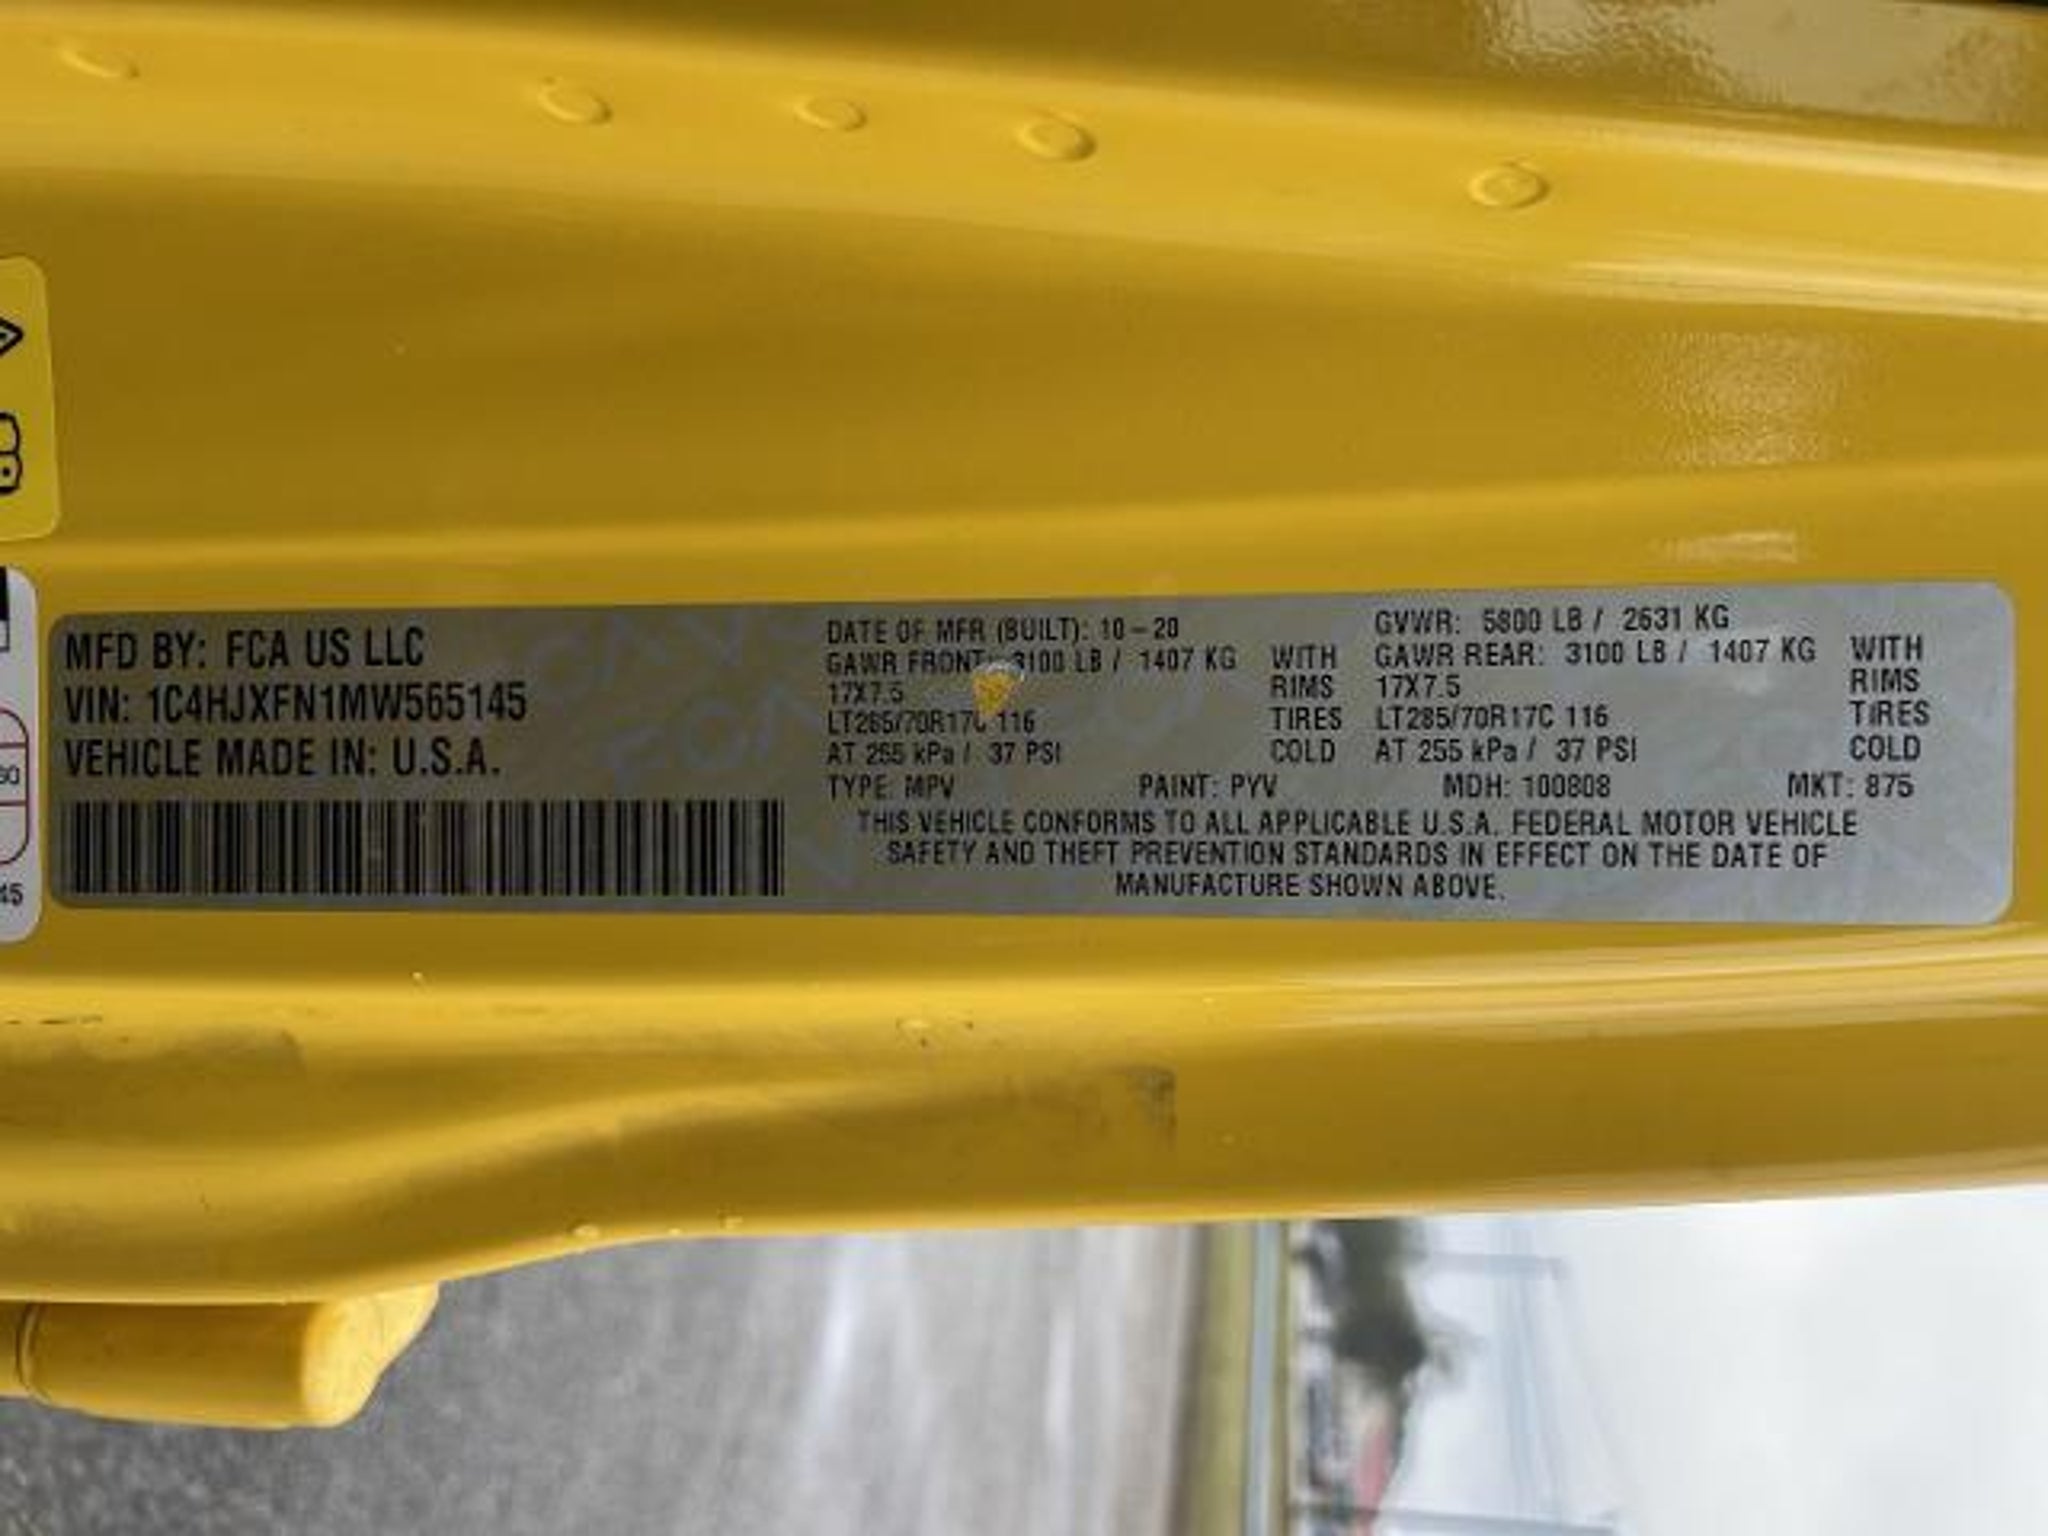 MFD BY: FCA US LLC
VIN: 1C4HJXFN1MW565145
VEHICLE MADE IN: U.S.A.
DATE OF MFR (BUILT): 10-20 GVWR: 5800 LB / 2631 KG
GAWR FRONT: 3100 LB / 1407 KG WITH GAWR REAR: 3100 LB / 1407 KG WITH
17X7.5 RIMS 17X7.5 RIMS
LT285/70R17C 116 TIRES LT285/70R17C 116 TIRES
AT 255 kPa / 37 PSI COLD AT 255 kPa / 37 PSI COLD
TYPE: MPV PAINT: PYV MDH: 100808 MKT: 875
THIS VEHICLE CONFORMS TO ALL APPLICABLE U.S.A. FEDERAL MOTOR VEHICLE
SAFETY AND THEFT PREVENTION STANDARDS IN EFFECT ON THE DATE OF
MANUFACTURE SHOWN ABOVE.